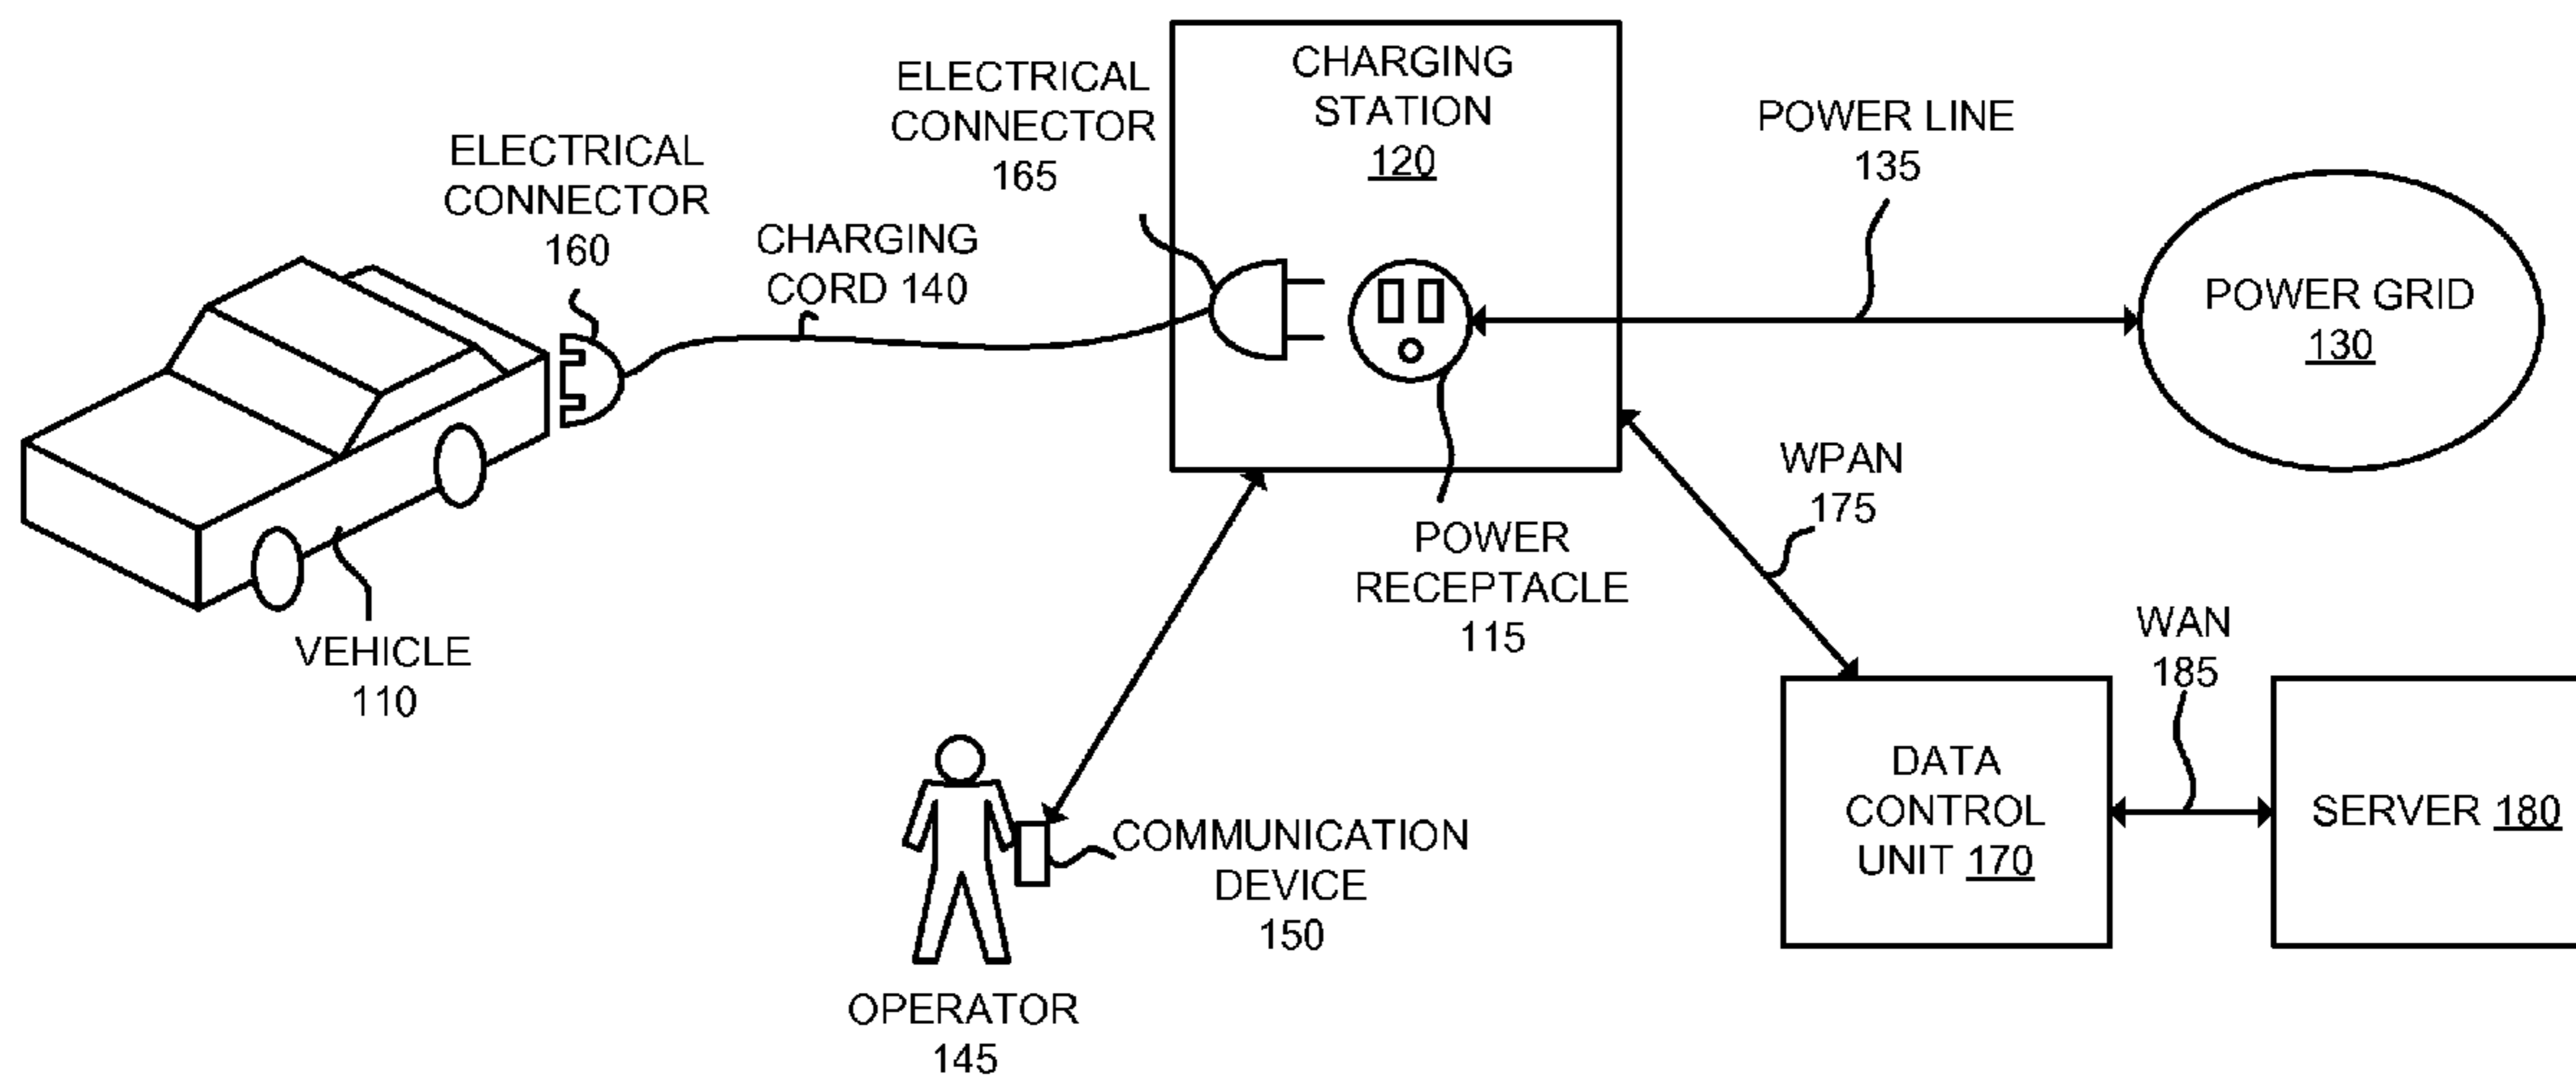 ELECTRICAL
CONNECTOR
160
CHARGING
CORD 140
ELECTRICAL
CONNECTOR
165
CHARGING
STATION
120
POWER LINE
135
POWER GRID
130
WPAN
175
POWER
RECEPTACLE
115
VEHICLE
110
WAN
185
DATA
CONTROL
UNIT 170
SERVER 180
COMMUNICATION
DEVICE
150
OPERATOR
145